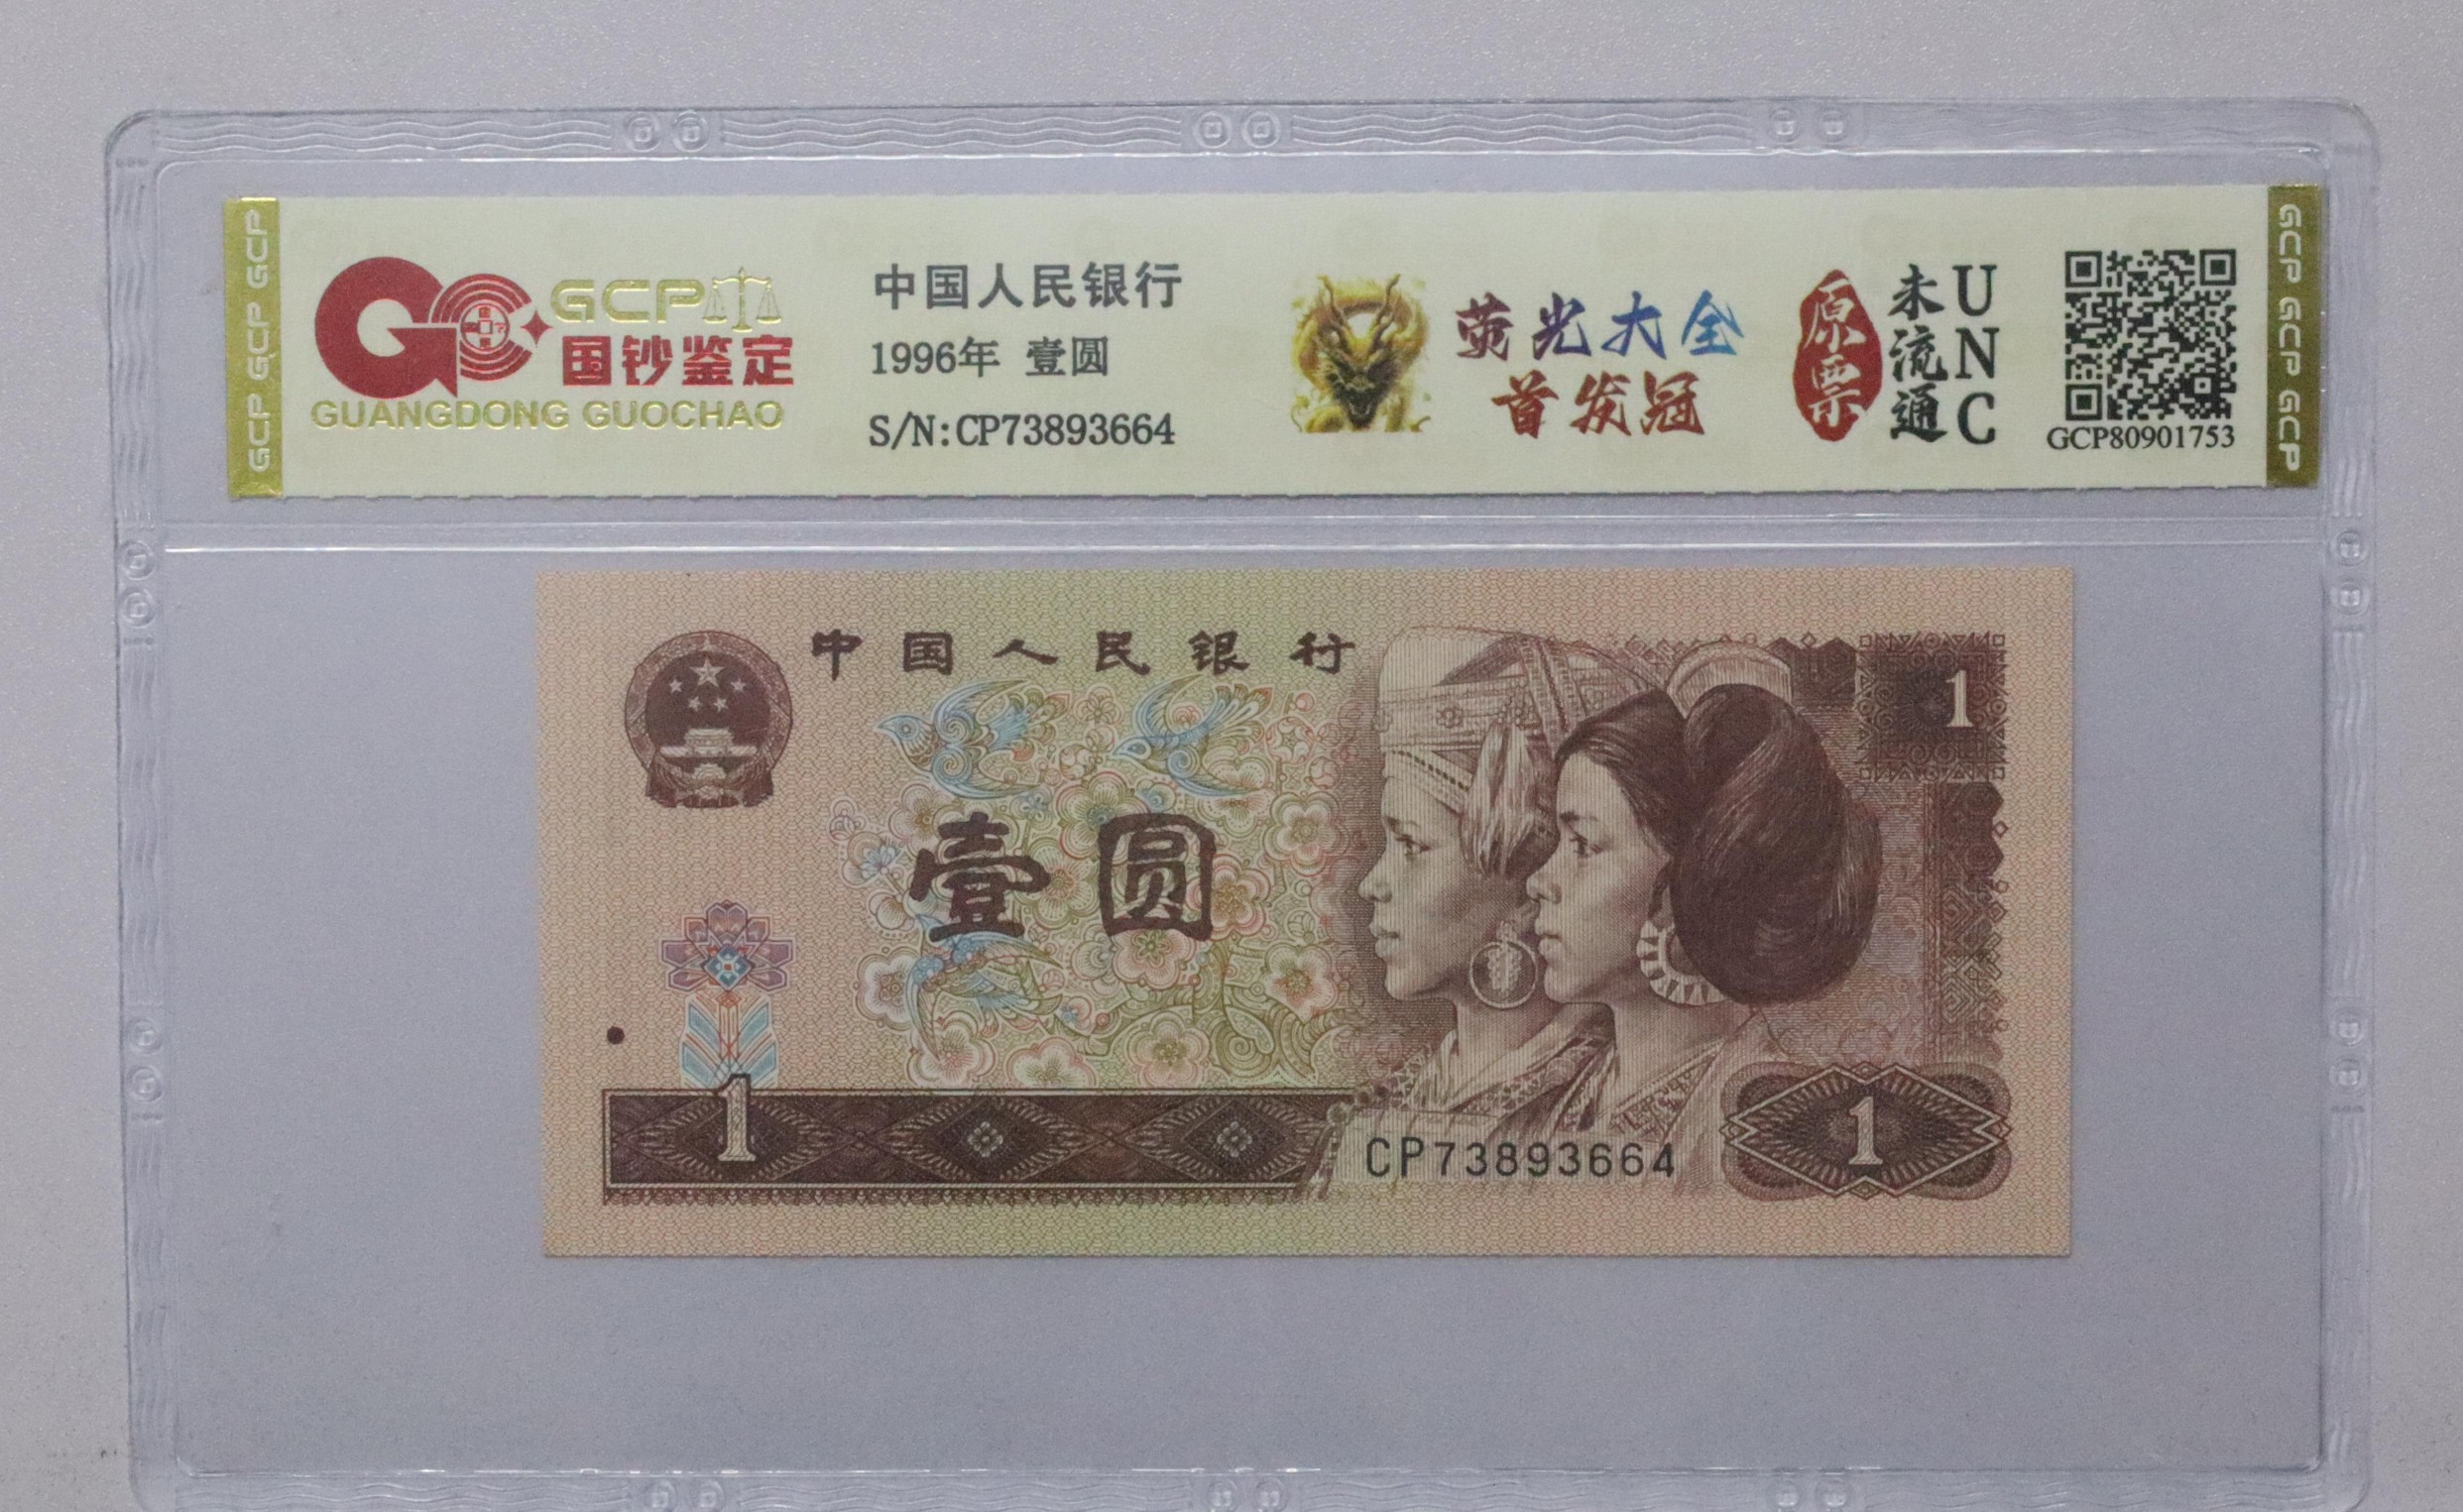 GCP GCP GCP
GCP
国钞鉴定
GUANGDONG GUOCHAO
中国人民银行
1996年 壹圆
S/N:CP73893664
荧光大全
首发冠
原票
未流通
UNC
GCP80901753
GCP GCP GCP
中国人民银行
1
壹圆
1
CP73893664
1